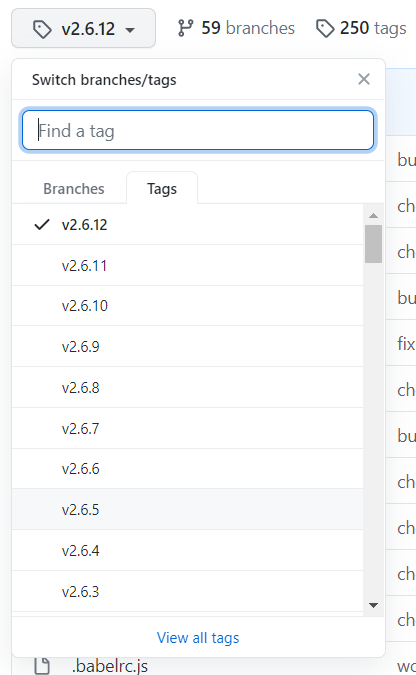 v2.6.12 59 branches 250 tags
Switch branches/tags
Find a tag
Branches Tags
bu
v2.6.12
ch
v2.6.11
ch
v2.6.10
bu
v2.6.9
fix
v2.6.8
ch
v2.6.7
bu
v2.6.6
ch
v2.6.5
ch
v2.6.4
ch
v2.6.3
ch
View all tags
.babelrc.js wo